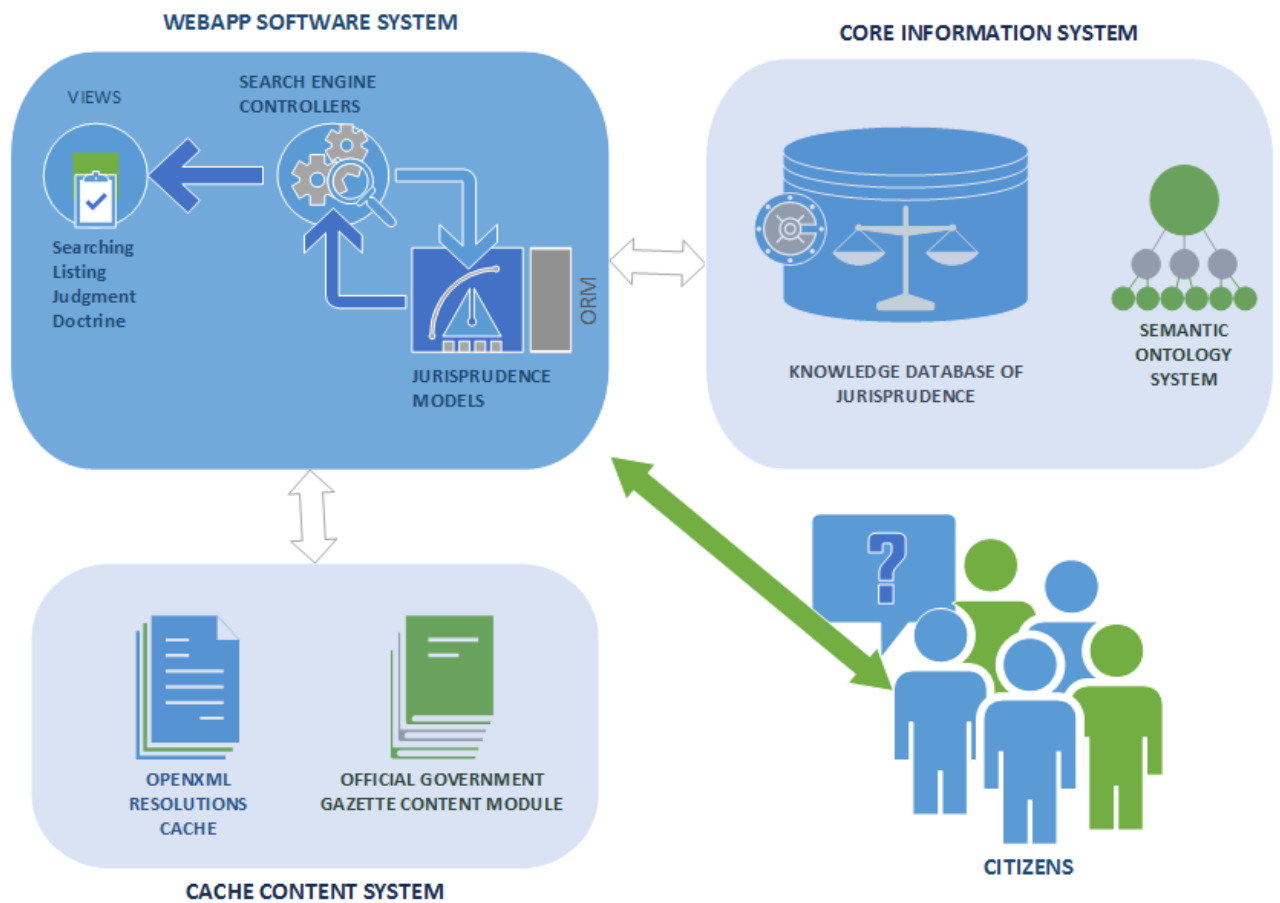 WEBAPP SOFTWARE SYSTEM
VIEWS
SEARCH ENGINE
CONTROLLERS
Searching
Listing
Judgment
Doctrine
ORM
JURISPRUDENCE
MODELS
CORE INFORMATION SYSTEM
KNOWLEDGE DATABASE OF
JURISPRUDENCE
SEMANTIC
ONTOLOGY
SYSTEM
?
OPENXML
RESOLUTIONS
CACHE
OFFICIAL GOVERNMENT
GAZETTE CONTENT MODULE
CACHE CONTENT SYSTEM
CITIZENS